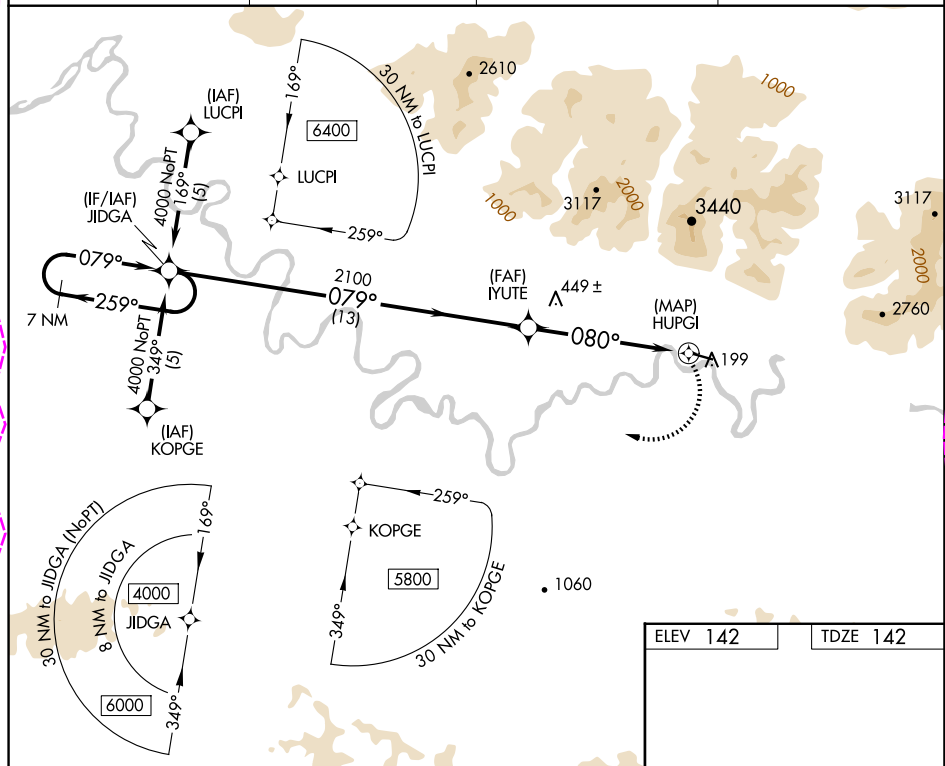 2610
1000
(IAF)
LUCPI
169°
30 NM to LUCPI
6400
LUCPI
259°
4000 NoPT
169°
(5)
(IF/IAF)
JIDGA
3117
2000
1000
3440
3117
2000
2760
079°
259°
7 NM
2100
079°
(13)
(FAF)
IYUTE
449 ±
080°
(MAP)
HUPGI
199
4000 NoPT
349°
(5)
(IAF)
KOPGE
30 NM to JIDGA (NoPT)
8 NM to JIDGA
169°
4000
JIDGA
6000
349°
259°
KOPGE
5800
349°
30 NM to KOPGE
1060
ELEV 142
TDZE 142